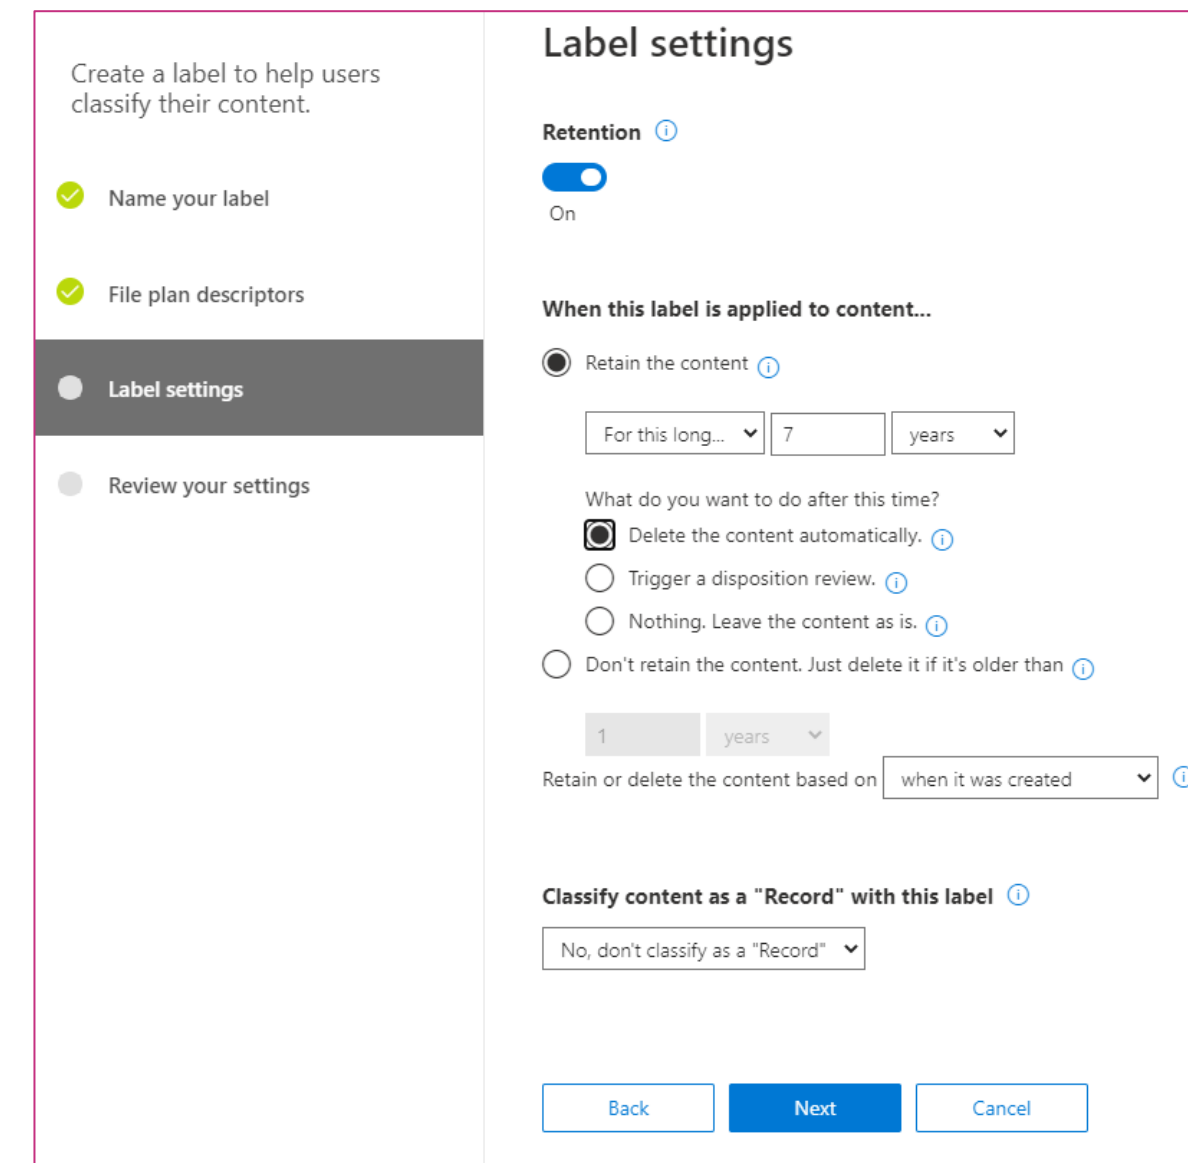 Create a label to help users
classify their content.
Name your label
File plan descriptors
Label settings
Review your settings
Label settings
Retention
On
When this label is applied to content...
Retain the content
For this long... 7 years
What do you want to do after this time?
Delete the content automatically.
Trigger a disposition review.
Nothing. Leave the content as is.
Don't retain the content. Just delete it if it's older than
1 years
Retain or delete the content based on when it was created
Classify content as a "Record" with this label
No, don't classify as a "Record"
Back Next Cancel